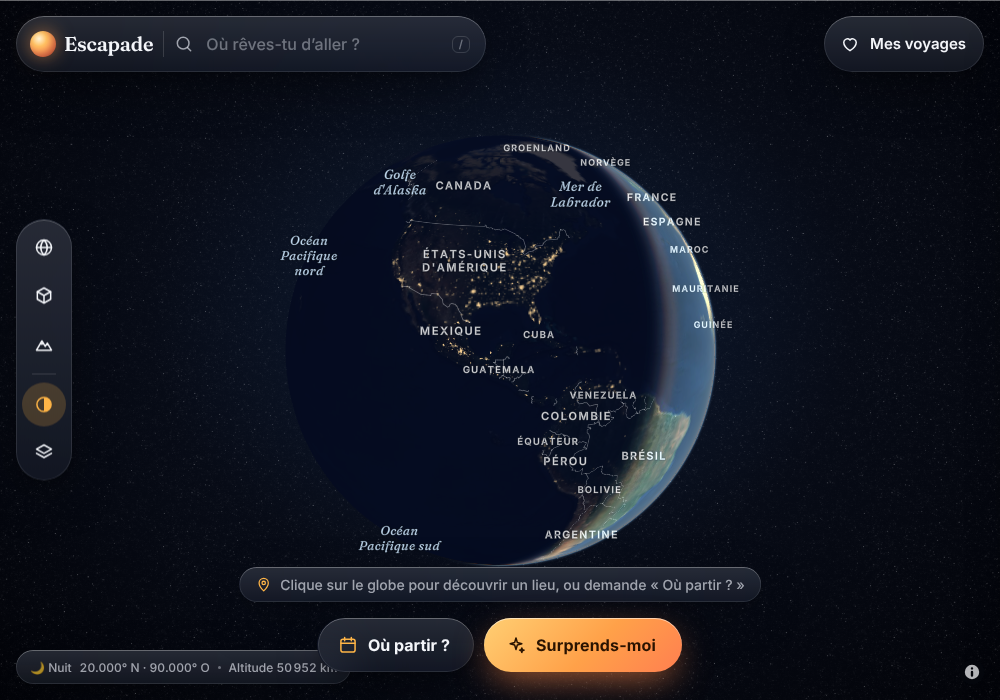 Escapade
Où rêves-tu d’aller ?
/
Mes voyages
GROENLAND
NORVÈGE
Golfe
d'Alaska
CANADA
Mer de
Labrador
FRANCE
ESPAGNE
Océan
Pacifique
nord
ÉTATS-UNIS
D'AMÉRIQUE
MAROC
MAURITANIE
GUINÉE
MEXIQUE
CUBA
GUATEMALA
VENEZUELA
COLOMBIE
ÉQUATEUR
PÉROU
BRÉSIL
BOLIVIE
ARGENTINE
Océan
Pacifique sud
Clique sur le globe pour découvrir un lieu, ou demande « Où partir ? »
Où partir ?
Surprends-moi
Nuit 20.000° N · 90.000° O • Altitude 50 952 km